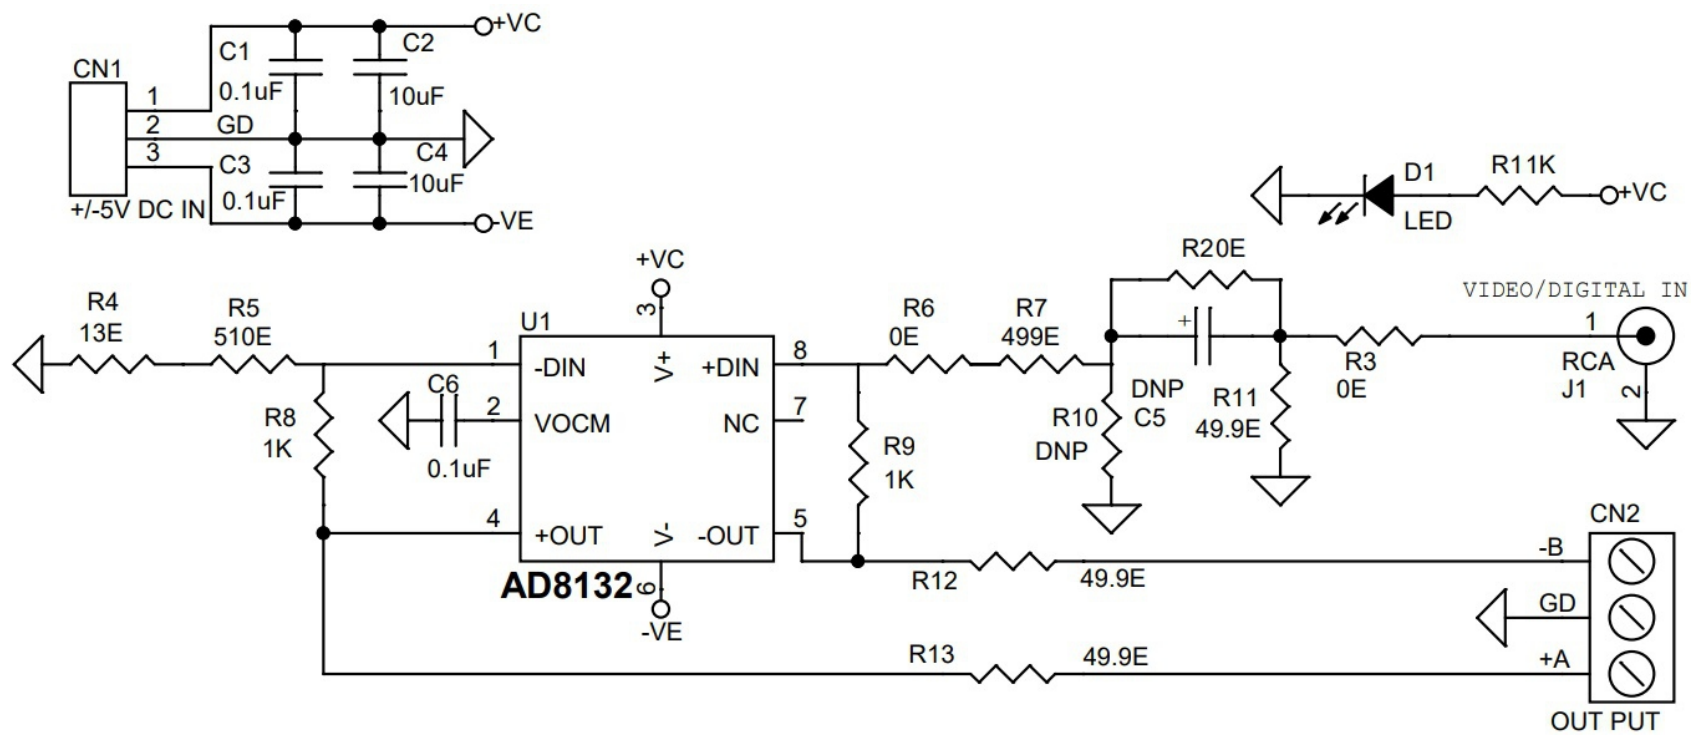 +VC
C1
C2
CN1
0.1uF
10uF
1
2
GD
3
C3
C4
0.1uF
10uF
+/-5V DC IN
-VE
D1
R11K
+VC
LED
R20E
+VC
VIDEO/DIGITAL IN
R4
13E
R5
510E
3
U1
R6
0E
R7
499E
+
1
RCA
J1
2
R3
0E
1
-DIN
V+
+DIN
8
C6
2
VOCM
NC
7
0.1uF
R8
1K
R9
1K
R10
DNP
DNP
C5
R11
49.9E
4
+OUT
V-
-OUT
5
AD8132
6
-VE
R12
49.9E
R13
49.9E
CN2
-B
GD
+A
OUT PUT